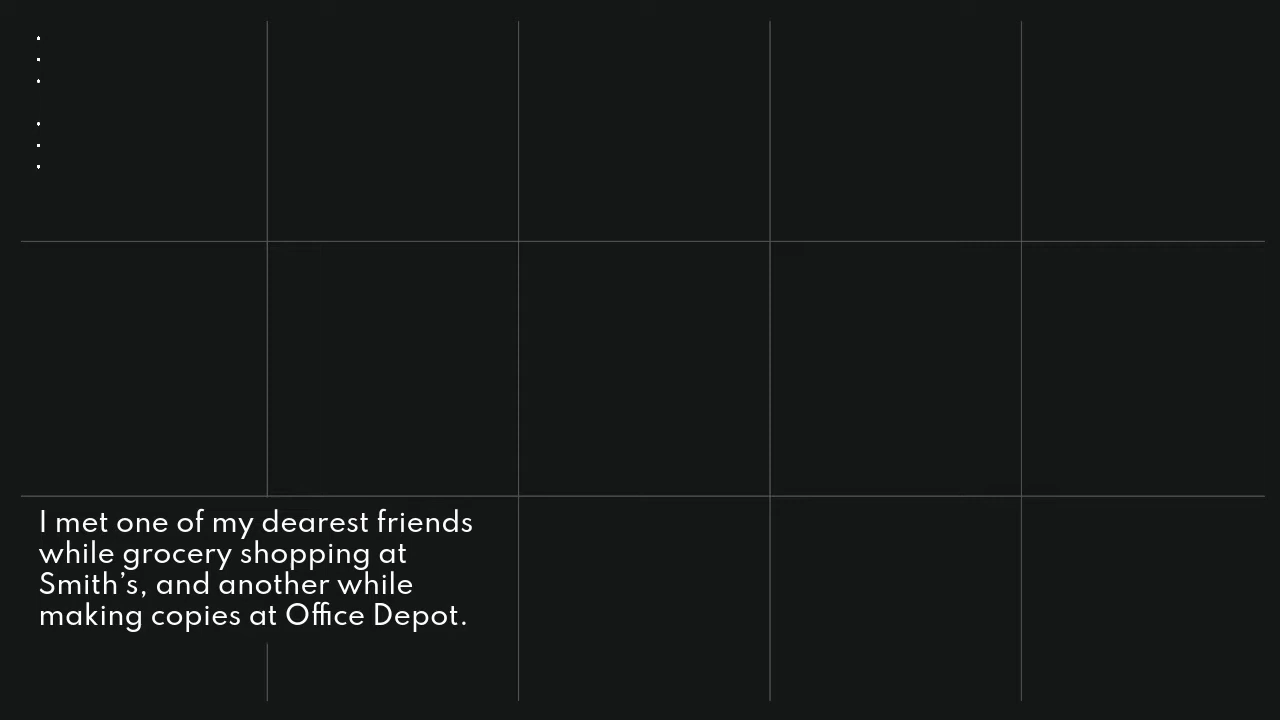 I met one of my dearest friends
while grocery shopping at
Smith’s, and another while
making copies at Office Depot.